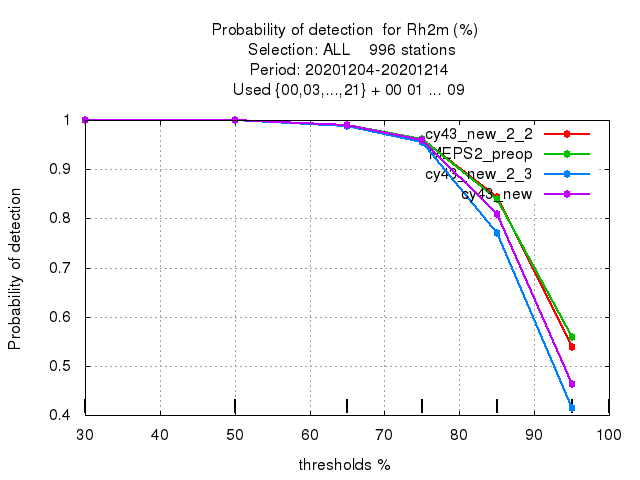 Probability of detection  for Rh2m (%)
Selection: ALL    996 stations
Period: 20201204-20201214
Used {00,03,...,21} + 00 01 ... 09
1
0.9
0.8
0.7
0.6
0.5
0.4
Probability of detection
cy43_new_2_2
MEPS2_preop
cy43_new_2_3
cy43_new
30 40 50 60 70 80 90 100
thresholds %